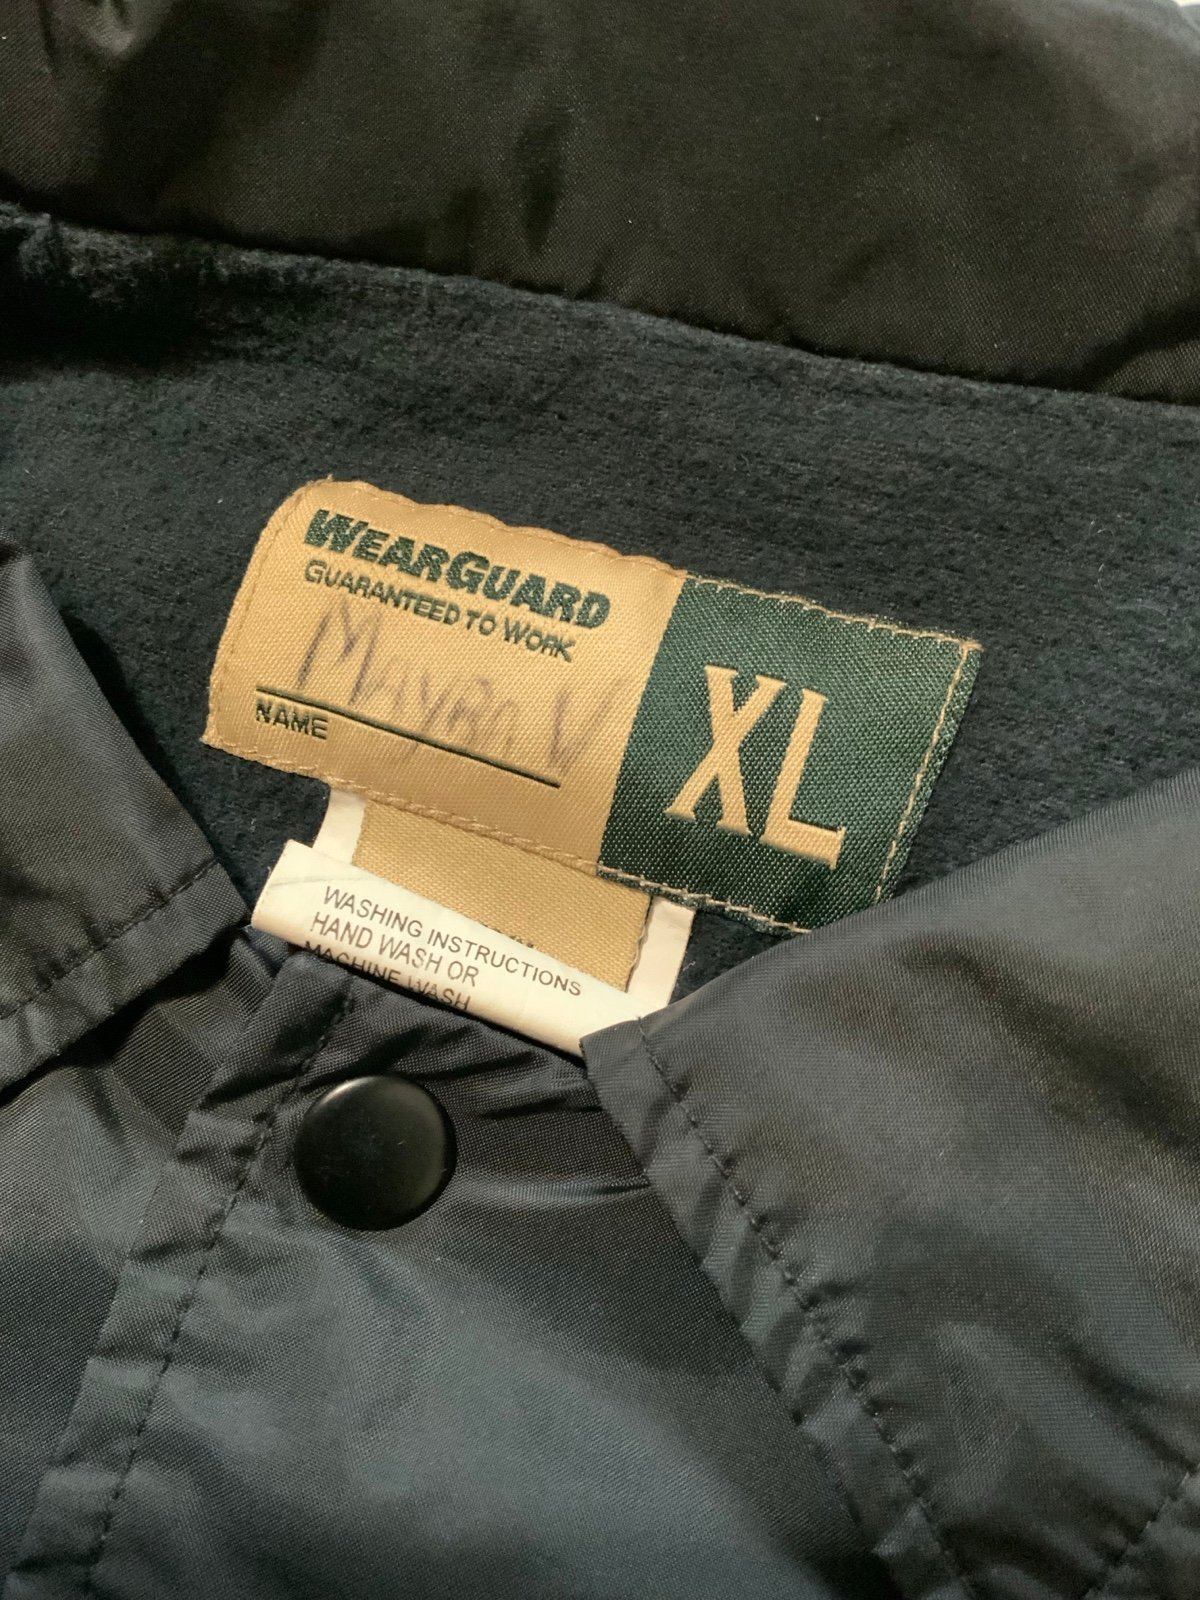 WEARGUARD
GUARANTEED TO WORK
NAME
XL
WASHING INSTRUCTIONS
HAND WASH OR
MACHINE WASH